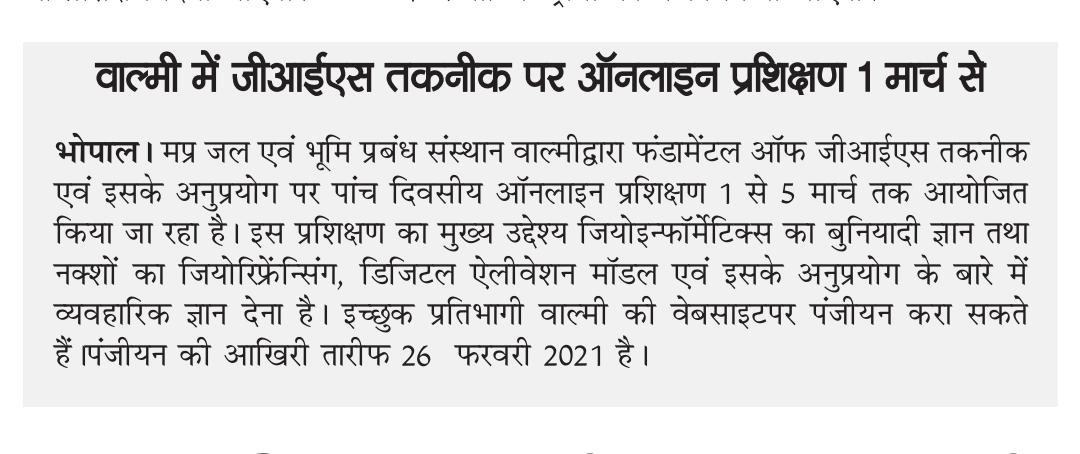 वाल्मी में जीआईएस तकनीक पर ऑनलाइन प्रशिक्षण 1 मार्च से
भोपाल। मप्र जल एवं भूमि प्रबंध संस्थान वाल्मीद्वारा फंडामेंटल ऑफ जीआईएस तकनीक
एवं इसके अनुप्रयोग पर पांच दिवसीय ऑनलाइन प्रशिक्षण 1 से 5 मार्च तक आयोजित
किया जा रहा है। इस प्रशिक्षण का मुख्य उद्देश्य जियोइन्फॉर्मेटिक्स का बुनियादी ज्ञान तथा
नक्शों का जियोरिफ्रेंन्सिंग, डिजिटल ऐलीवेशन मॉडल एवं इसके अनुप्रयोग के बारे में
व्यवहारिक ज्ञान देना है। इच्छुक प्रतिभागी वाल्मी की वेबसाइटपर पंजीयन करा सकते
हैं।पंजीयन की आखिरी तारीफ 26 फरवरी 2021 है।